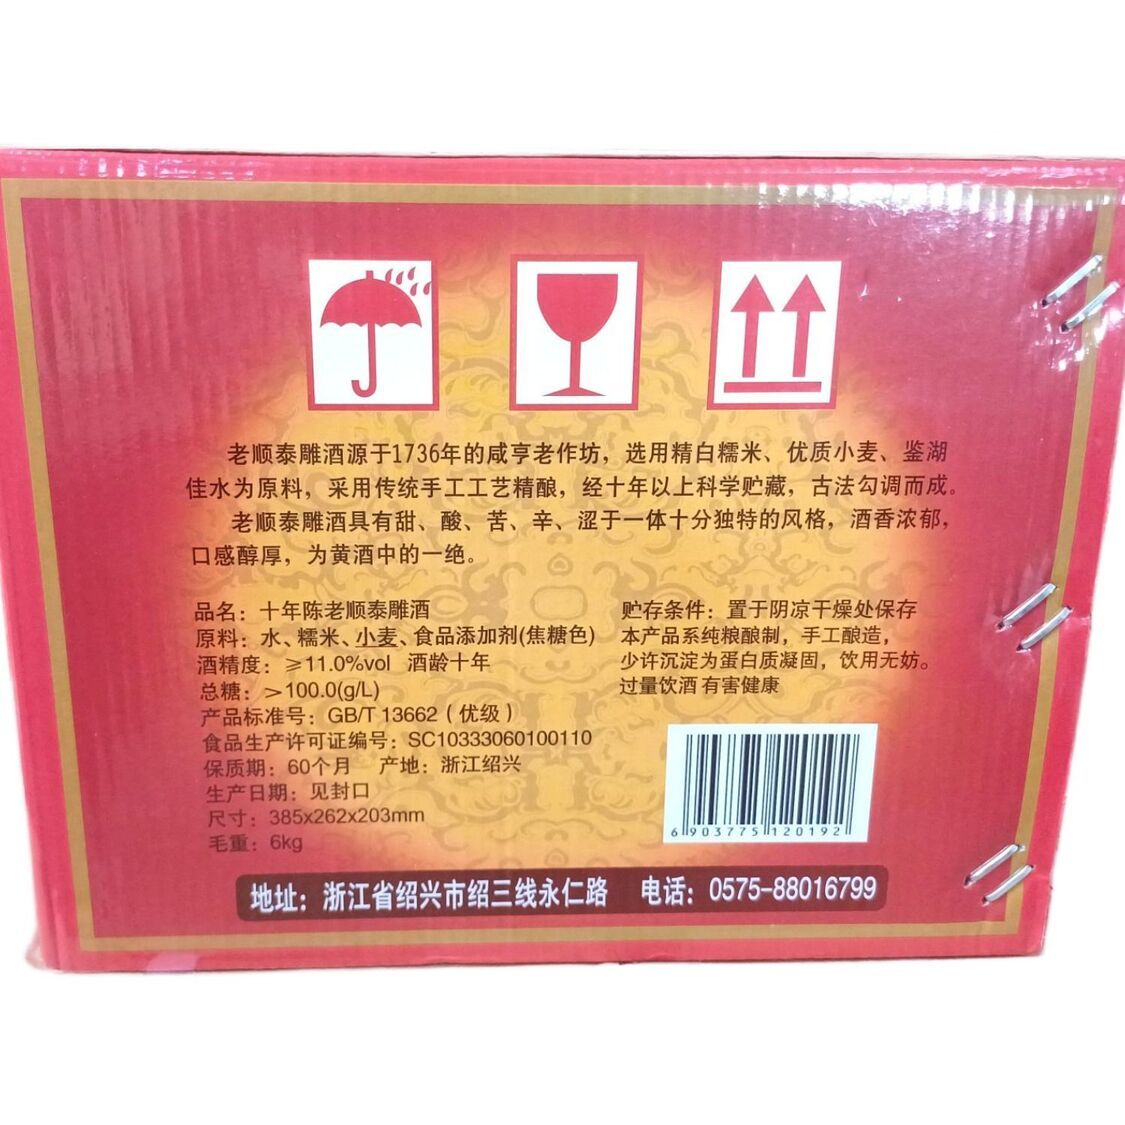 老顺泰雕酒源于1736年的咸亨老作坊，选用精白糯米、优质小麦、鉴湖
佳水为原料，采用传统手工工艺精酿，经十年以上科学贮藏，古法勾调而成。
老顺泰雕酒具有甜、酸、苦、辛、涩于一体十分独特的风格，酒香浓郁，
口感醇厚，为黄酒中的一绝。
品名：十年陈老顺泰雕酒
原料：水、糯米、小麦、食品添加剂(焦糖色)
酒精度：≥11.0%vol 酒龄十年
总糖：＞100.0(g/L)
产品标准号：GB/T 13662（优级）
食品生产许可证编号：SC10333060100110
保质期：60个月 产地：浙江绍兴
生产日期：见封口
尺寸：385x262x203mm
毛重：6kg
贮存条件：置于阴凉干燥处保存
本产品系纯粮酿制，手工酿造，
少许沉淀为蛋白质凝固，饮用无妨。
过量饮酒 有害健康
6 903775 120192
地址：浙江省绍兴市绍三线永仁路 电话：0575-88016799